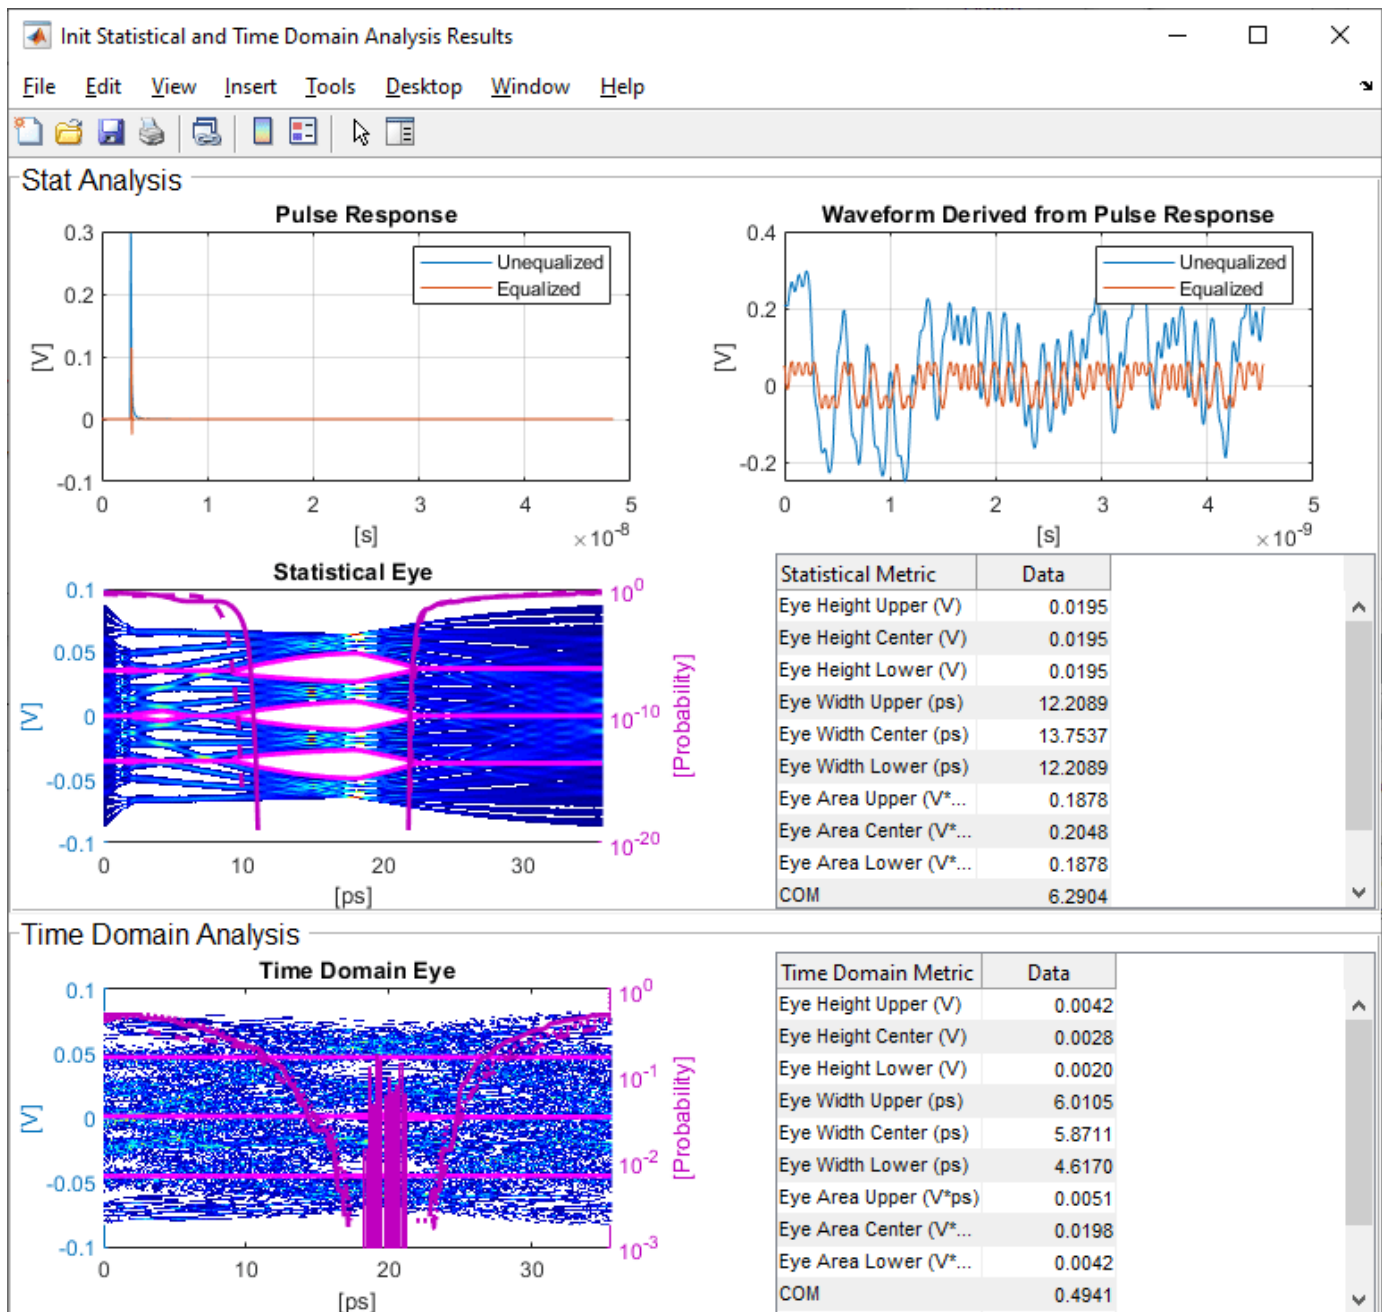 Init Statistical and Time Domain Analysis Results
File Edit View Insert Tools Desktop Window Help
Stat Analysis
Pulse Response
0.3
0.2
0.1
0
-0.1
[V]
Unequalized
Equalized
0 1 2 3 4 5
[s]
×10^-8
Waveform Derived from Pulse Response
0.4
0.2
0
-0.2
[V]
Unequalized
Equalized
0 1 2 3 4 5
[s]
×10^-9
Statistical Eye
0.1
0.05
0
-0.05
-0.1
[V]
10^0
10^-10
10^-20
[Probability]
0 10 20 30
[ps]
Statistical Metric Data
Eye Height Upper (V) 0.0195
Eye Height Center (V) 0.0195
Eye Height Lower (V) 0.0195
Eye Width Upper (ps) 12.2089
Eye Width Center (ps) 13.7537
Eye Width Lower (ps) 12.2089
Eye Area Upper (V*... 0.1878
Eye Area Center (V*... 0.2048
Eye Area Lower (V*... 0.1878
COM 6.2904
Time Domain Analysis
Time Domain Eye
0.1
0.05
0
-0.05
-0.1
[V]
10^0
10^-1
10^-2
10^-3
[Probability]
0 10 20 30
[ps]
Time Domain Metric Data
Eye Height Upper (V) 0.0042
Eye Height Center (V) 0.0028
Eye Height Lower (V) 0.0020
Eye Width Upper (ps) 6.0105
Eye Width Center (ps) 5.8711
Eye Width Lower (ps) 4.6170
Eye Area Upper (V*ps) 0.0051
Eye Area Center (V*... 0.0198
Eye Area Lower (V*... 0.0042
COM 0.4941